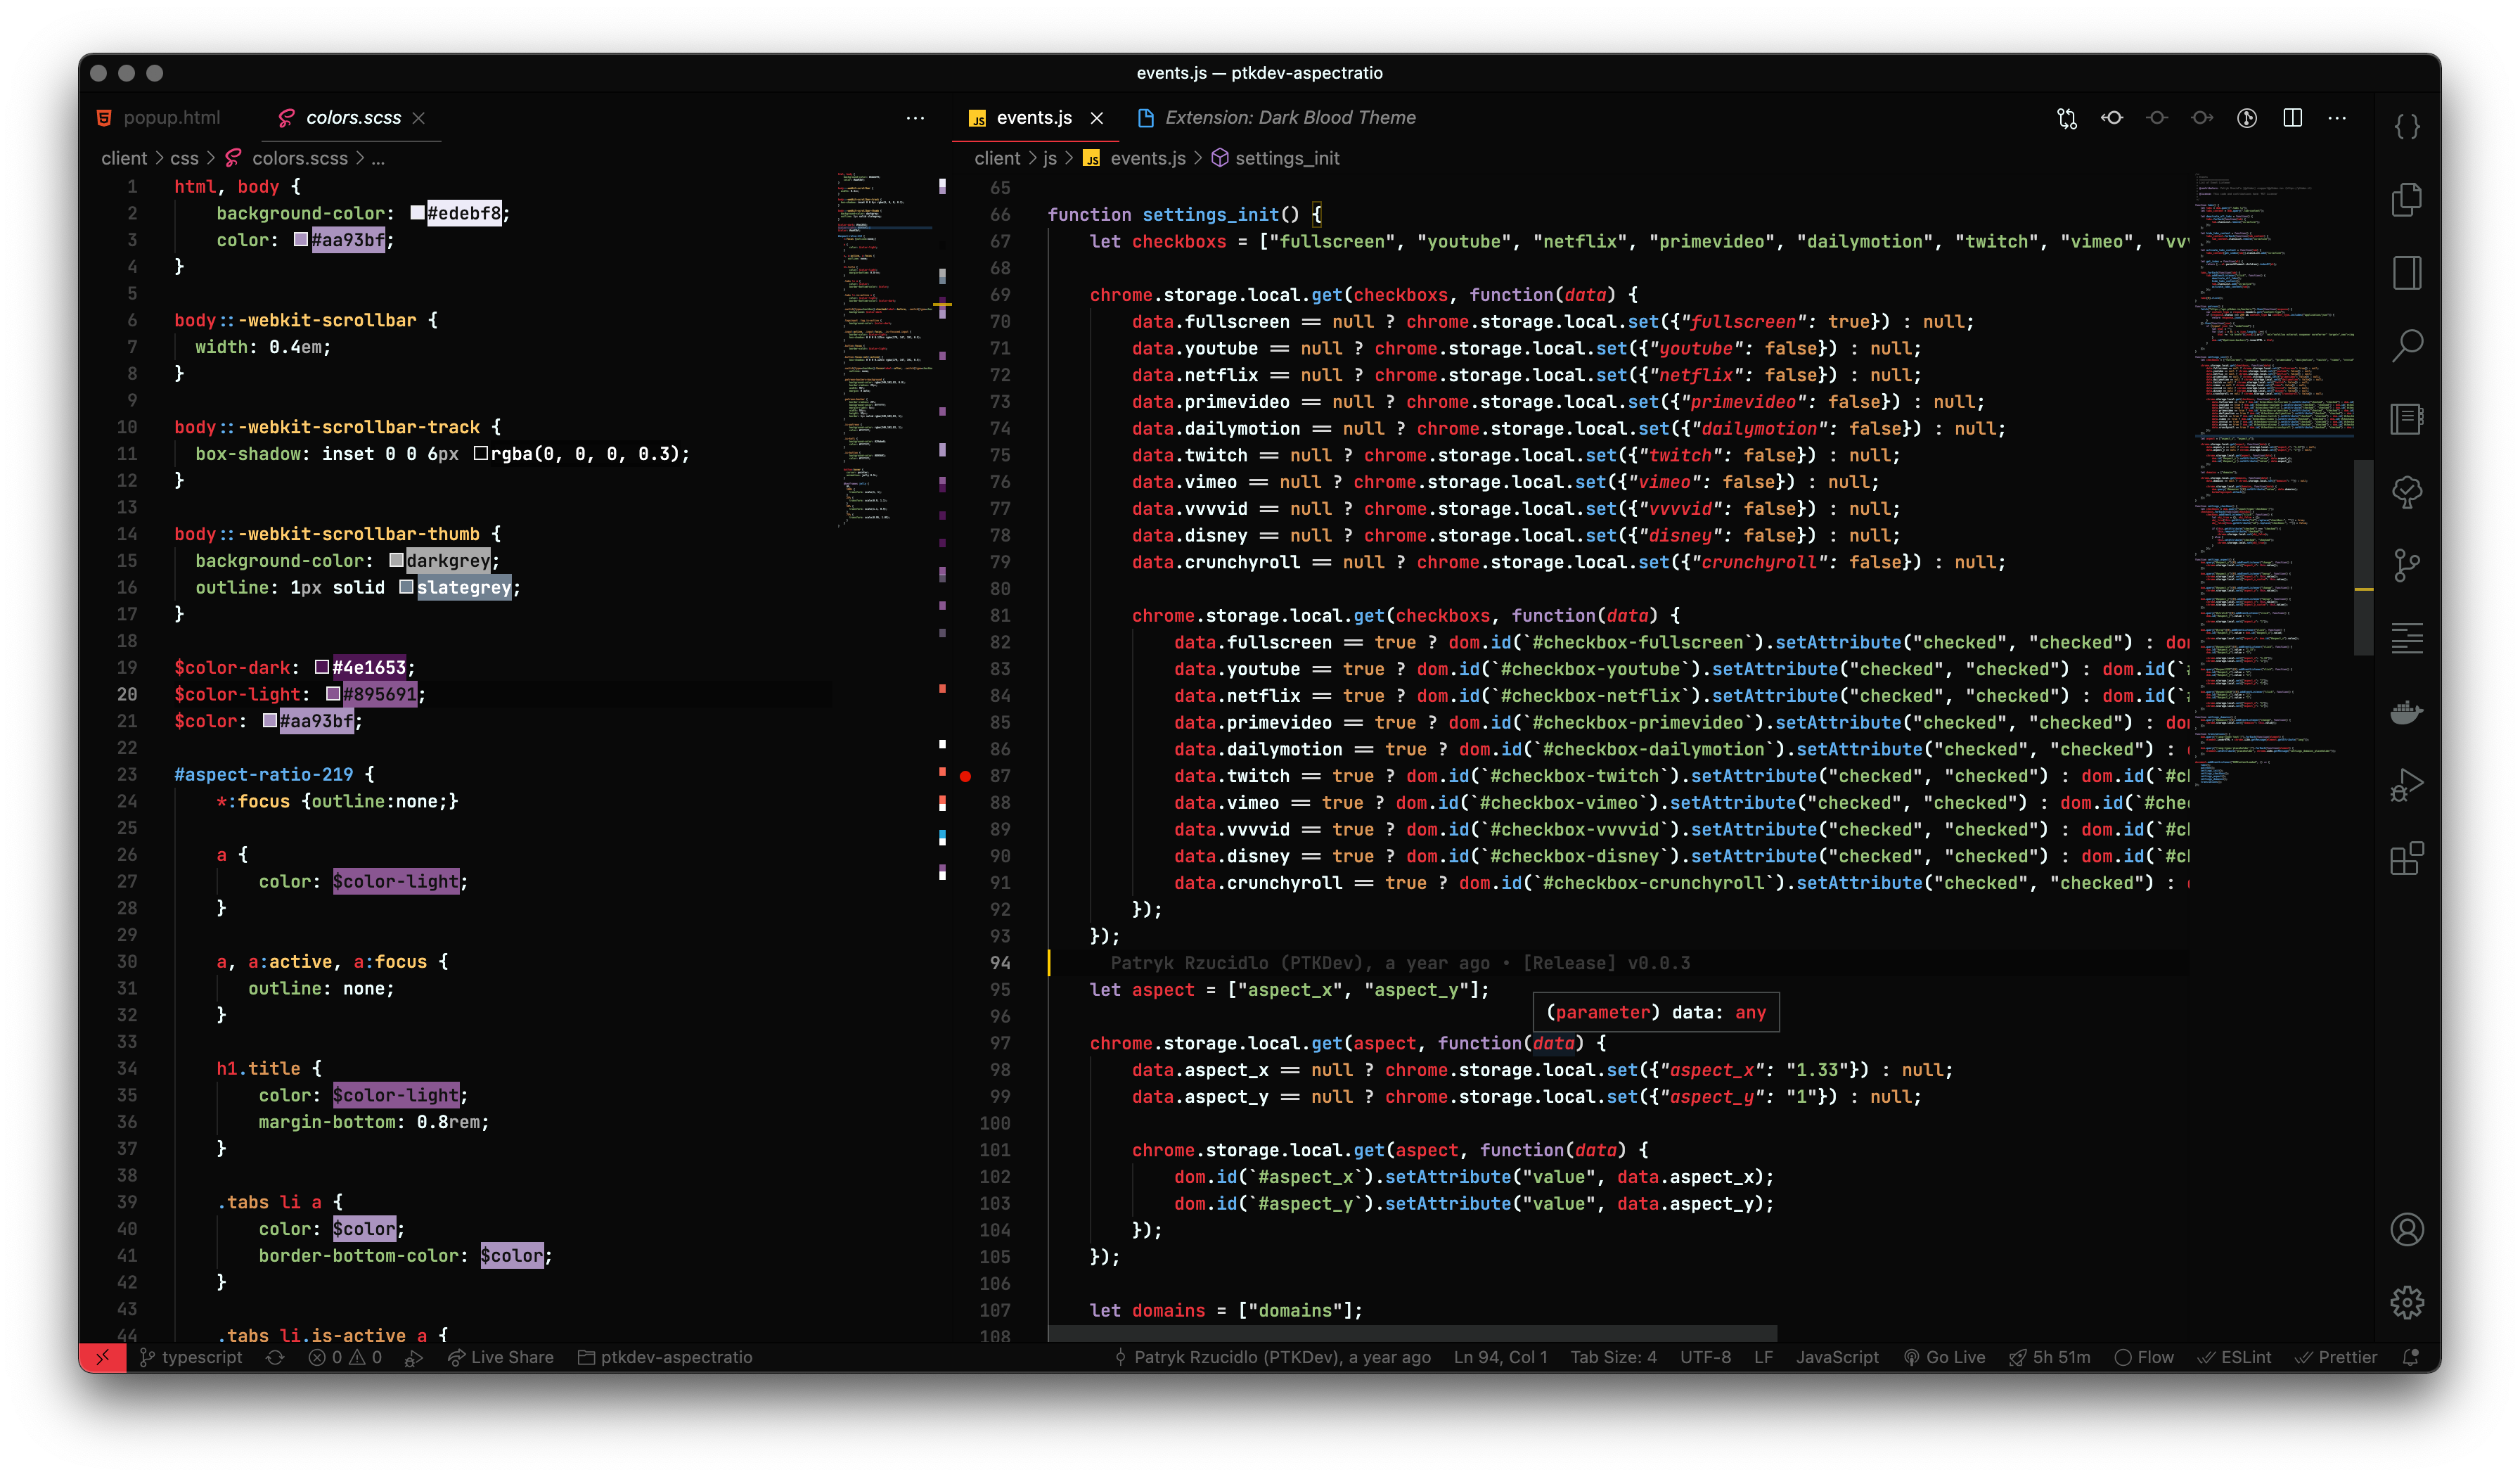 events.js — ptkdev-aspectratio
popup.html
colors.scss
client > css > colors.scss > ...
1 html, body {
2 background-color: #edebf8;
3 color: #aa93bf;
4 }
5
6 body::-webkit-scrollbar {
7 width: 0.4em;
8 }
9
10 body::-webkit-scrollbar-track {
11 box-shadow: inset 0 0 6px rgba(0, 0, 0, 0.3);
12 }
13
14 body::-webkit-scrollbar-thumb {
15 background-color: darkgrey;
16 outline: 1px solid slategrey;
17 }
18
19 $color-dark: #4e1653;
20 $color-light: #895691;
21 $color: #aa93bf;
22
23 #aspect-ratio-219 {
24 *:focus {outline:none;}
25
26 a {
27 color: $color-light;
28 }
29
30 a, a:active, a:focus {
31 outline: none;
32 }
33
34 h1.title {
35 color: $color-light;
36 margin-bottom: 0.8rem;
37 }
38
39 .tabs li a {
40 color: $color;
41 border-bottom-color: $color;
42 }
43
44 .tabs li.is-active a {
JS events.js
Extension: Dark Blood Theme
client > js > JS events.js > settings_init
65
66 function settings_init() {
67 let checkboxs = ["fullscreen", "youtube", "netflix", "primevideo", "dailymotion", "twitch", "vimeo", "vv
68
69 chrome.storage.local.get(checkboxs, function(data) {
70 data.fullscreen == null ? chrome.storage.local.set({"fullscreen": true}) : null;
71 data.youtube == null ? chrome.storage.local.set({"youtube": false}) : null;
72 data.netflix == null ? chrome.storage.local.set({"netflix": false}) : null;
73 data.primevideo == null ? chrome.storage.local.set({"primevideo": false}) : null;
74 data.dailymotion == null ? chrome.storage.local.set({"dailymotion": false}) : null;
75 data.twitch == null ? chrome.storage.local.set({"twitch": false}) : null;
76 data.vimeo == null ? chrome.storage.local.set({"vimeo": false}) : null;
77 data.vvvvid == null ? chrome.storage.local.set({"vvvvid": false}) : null;
78 data.disney == null ? chrome.storage.local.set({"disney": false}) : null;
79 data.crunchyroll == null ? chrome.storage.local.set({"crunchyroll": false}) : null;
80
81 chrome.storage.local.get(checkboxs, function(data) {
82 data.fullscreen == true ? dom.id(`#checkbox-fullscreen`).setAttribute("checked", "checked") : do
83 data.youtube == true ? dom.id(`#checkbox-youtube`).setAttribute("checked", "checked") : dom.id(`#
84 data.netflix == true ? dom.id(`#checkbox-netflix`).setAttribute("checked", "checked") : dom.id(`#
85 data.primevideo == true ? dom.id(`#checkbox-primevideo`).setAttribute("checked", "checked") : do
86 data.dailymotion == true ? dom.id(`#checkbox-dailymotion`).setAttribute("checked", "checked") :
87 data.twitch == true ? dom.id(`#checkbox-twitch`).setAttribute("checked", "checked") : dom.id(`#c
88 data.vimeo == true ? dom.id(`#checkbox-vimeo`).setAttribute("checked", "checked") : dom.id(`#che
89 data.vvvvid == true ? dom.id(`#checkbox-vvvvid`).setAttribute("checked", "checked") : dom.id(`#c
90 data.disney == true ? dom.id(`#checkbox-disney`).setAttribute("checked", "checked") : dom.id(`#c
91 data.crunchyroll == true ? dom.id(`#checkbox-crunchyroll`).setAttribute("checked", "checked") :
92 });
93 });
94 Patryk Rzucidlo (PTKDev), a year ago • [Release] v0.0.3
95 let aspect = ["aspect_x", "aspect_y"];
96
(parameter) data: any
97 chrome.storage.local.get(aspect, function(data) {
98 data.aspect_x == null ? chrome.storage.local.set({"aspect_x": "1.33"}) : null;
99 data.aspect_y == null ? chrome.storage.local.set({"aspect_y": "1"}) : null;
100
101 chrome.storage.local.get(aspect, function(data) {
102 dom.id(`#aspect_x`).setAttribute("value", data.aspect_x);
103 dom.id(`#aspect_y`).setAttribute("value", data.aspect_y);
104 });
105 });
106
107 let domains = ["domains"];
108
typescript 0 0 Live Share ptkdev-aspectratio Patryk Rzucidlo (PTKDev), a year ago Ln 94, Col 1 Tab Size: 4 UTF-8 LF JavaScript Go Live 5h 51m Flow ESLint Prettier